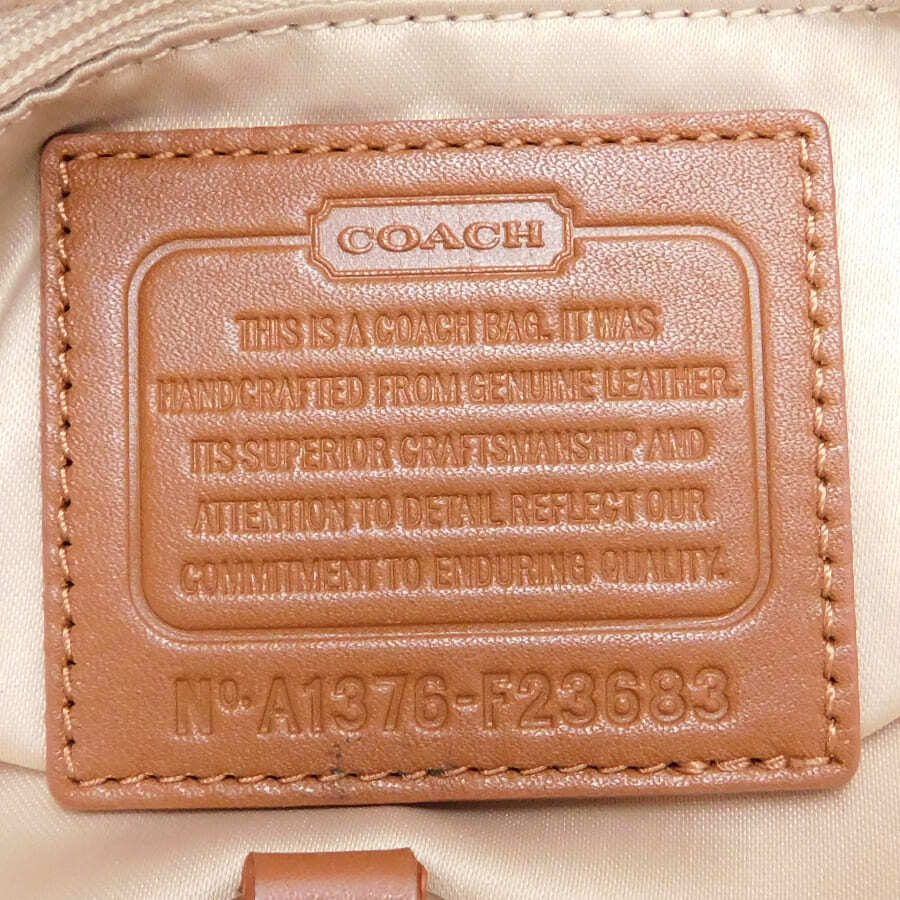 COACH
THIS IS A COACH BAG. IT WAS
HANDCRAFTED FROM GENUINE LEATHER.
ITS SUPERIOR CRAFTSMANSHIP AND
ATTENTION TO DETAIL REFLECT OUR
COMMITMENT TO ENDURING QUALITY.
No. A1376-F23683